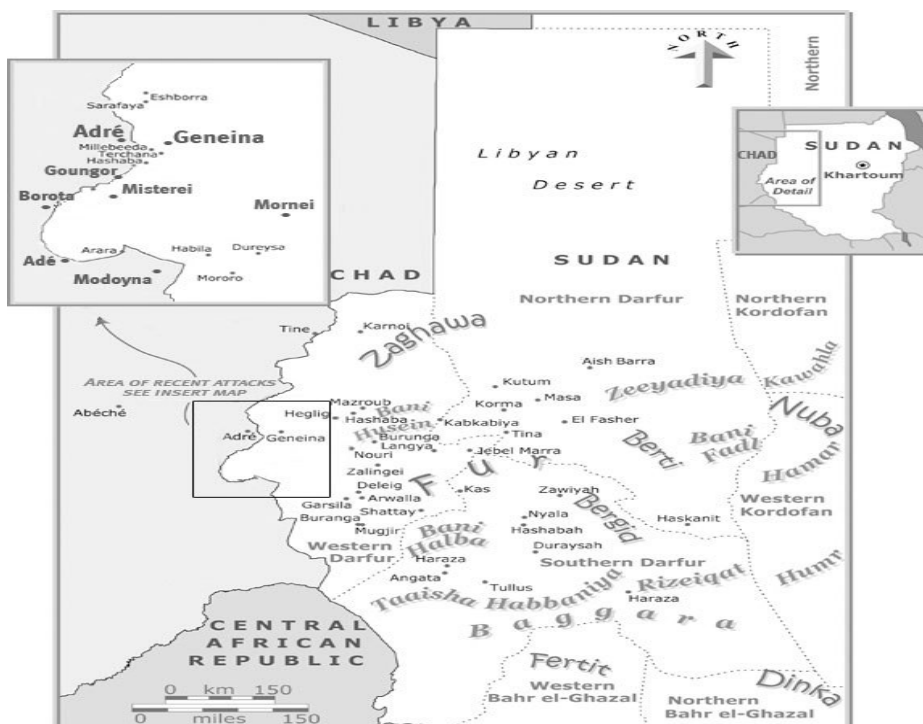 LIBYA
NORTH
Northern
Eshborra
Sarafaya
Adré
Geneina
Millebeeda
Terchana
Hashaba
Goungor
Misterei
Borota
Mornei
Arara
Habila
Dureysa
Adé
Modoyna
Mororo
SUDAN
CHAD
Khartoum
Area of
Detail
Libyan
Desert
CHAD
SUDAN
Northern Darfur
Northern
Kordofan
Tine
Karnoi
Zaghawa
AREA OF RECENT ATTACKS
SEE INSERT MAP
Abéché
Aish Barra
Kutum
Masa
Zeeyadiya
Kawahla
Mazroub
Heglig
Hashaba
Bani
Husein
Korma
Kabkabiya
El Fasher
Nuba
Adré
Geneina
Burunga
Langya
Tina
Berti
Bani
Fadl
Hamar
Nouri
Jebel Marra
Fur
Zalingei
Deleig
Kas
Zawiyah
Western
Kordofan
Garsila
Arwalla
Shattay
Buranga
Mugjir
Nyala
Hashabah
Bergid
Haskanit
Bani
Halba
Western
Darfur
Duraysah
Southern Darfur
Humr
Haraza
Angata
Tullus
Rizeiqat
Haraza
Taaisha Habbaniya
Baggara
CENTRAL
AFRICAN
REPUBLIC
Fertit
Western
Bahr el-Ghazal
Dinka
Northern
Bahr el-Ghazal
0 km 150
0 miles 150